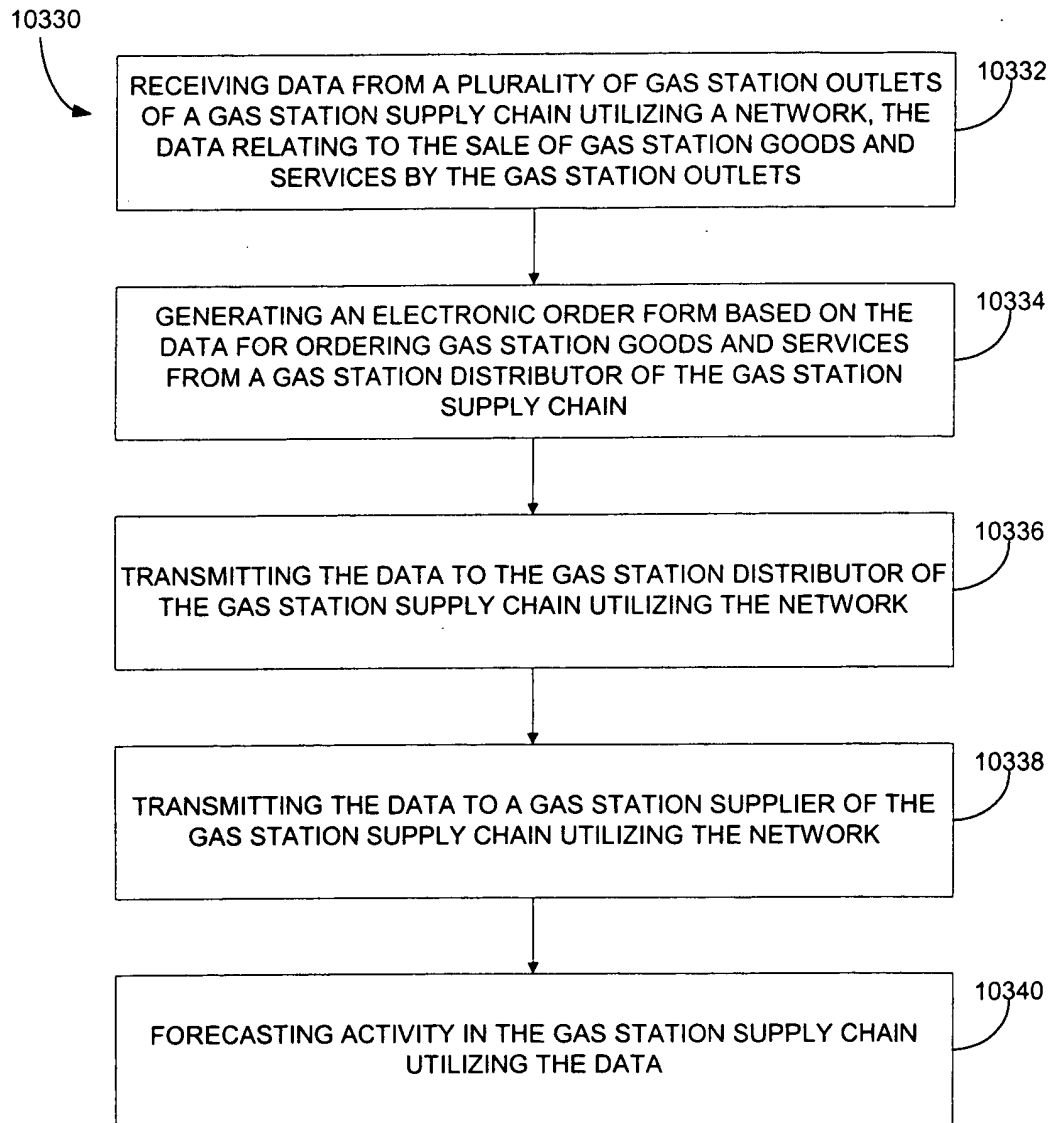 10330
RECEIVING DATA FROM A PLURALITY OF GAS STATION OUTLETS
OF A GAS STATION SUPPLY CHAIN UTILIZING A NETWORK, THE
DATA RELATING TO THE SALE OF GAS STATION GOODS AND
SERVICES BY THE GAS STATION OUTLETS
10332
GENERATING AN ELECTRONIC ORDER FORM BASED ON THE
DATA FOR ORDERING GAS STATION GOODS AND SERVICES
FROM A GAS STATION DISTRIBUTOR OF THE GAS STATION
SUPPLY CHAIN
10334
TRANSMITTING THE DATA TO THE GAS STATION DISTRIBUTOR OF
THE GAS STATION SUPPLY CHAIN UTILIZING THE NETWORK
10336
TRANSMITTING THE DATA TO A GAS STATION SUPPLIER OF THE
GAS STATION SUPPLY CHAIN UTILIZING THE NETWORK
10338
FORECASTING ACTIVITY IN THE GAS STATION SUPPLY CHAIN
UTILIZING THE DATA
10340